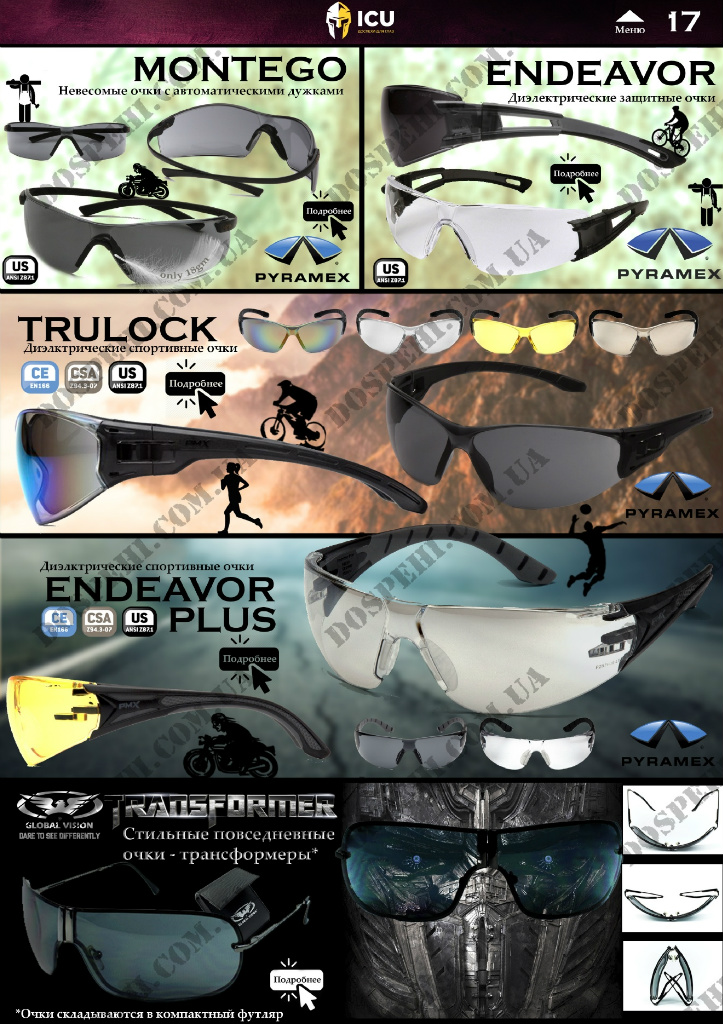 ICU
Меню
17
MONTEGO
Невесомые очки с автоматическими дужками
Подробнее
only 18gm
US
ANSI Z87.1
PYRAMEX
ENDEAVOR
Диэлектрические защитные очки
Подробнее
US
ANSI Z87.1
PYRAMEX
TRULOCK
Диэлктрические спортивные очки
CE
EN166
CSA
Z94.3-07
US
ANSI Z87.1
Подробнее
PMX
PYRAMEX
Диэлктрические спортивные очки
ENDEAVOR
PLUS
CE
EN166
CSA
Z94.3-07
US
ANSI Z87.1
Подробнее
PMX
PYRAMEX
GLOBAL VISION
DARE TO SEE DIFFERENTLY
TRANSFORMER
Стильные повседневные
очки - трансформеры*
Подробнее
*Очки складываются в компактный футляр
DOSPEHI.COM.UA